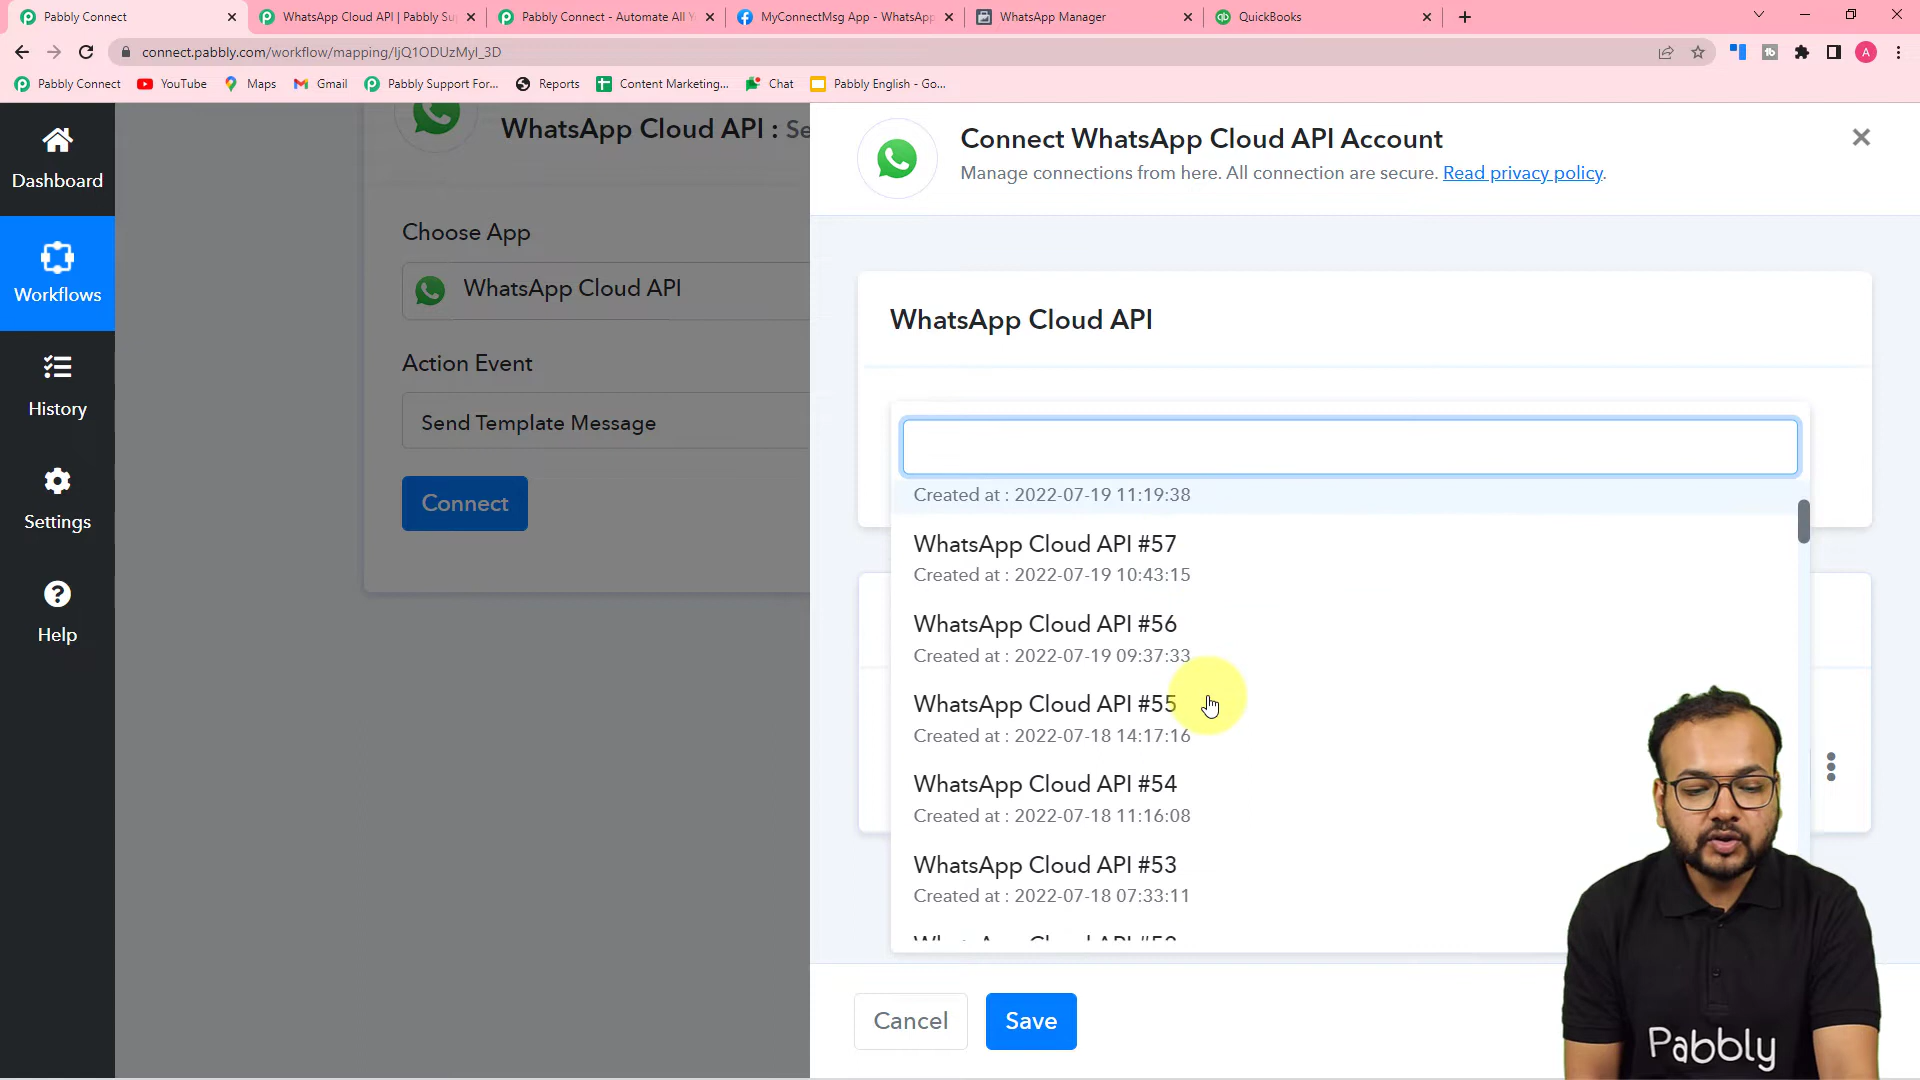 Pabbly Connect
WhatsApp Cloud API | Pabbly Su
Pabbly Connect - Automate All Y
MyConnectMsg App - WhatsApp
WhatsApp Manager
QuickBooks
connect.pabbly.com/workflow/mapping/IjQ1ODUzMyI_3D
A
Pabbly Connect
YouTube
Maps
Gmail
Pabbly Support For...
Reports
Content Marketing...
Chat
Pabbly English - Go...
Dashboard
Workflows
History
Settings
Help
WhatsApp Cloud API : Se
Choose App
WhatsApp Cloud API
Action Event
Send Template Message
Connect
Connect WhatsApp Cloud API Account
Manage connections from here. All connection are secure. Read privacy policy.
WhatsApp Cloud API
Created at : 2022-07-19 11:19:38
WhatsApp Cloud API #57
Created at : 2022-07-19 10:43:15
WhatsApp Cloud API #56
Created at : 2022-07-19 09:37:33
WhatsApp Cloud API #55
Created at : 2022-07-18 14:17:16
WhatsApp Cloud API #54
Created at : 2022-07-18 11:16:08
WhatsApp Cloud API #53
Created at : 2022-07-18 07:33:11
Cancel
Save
Pabbly